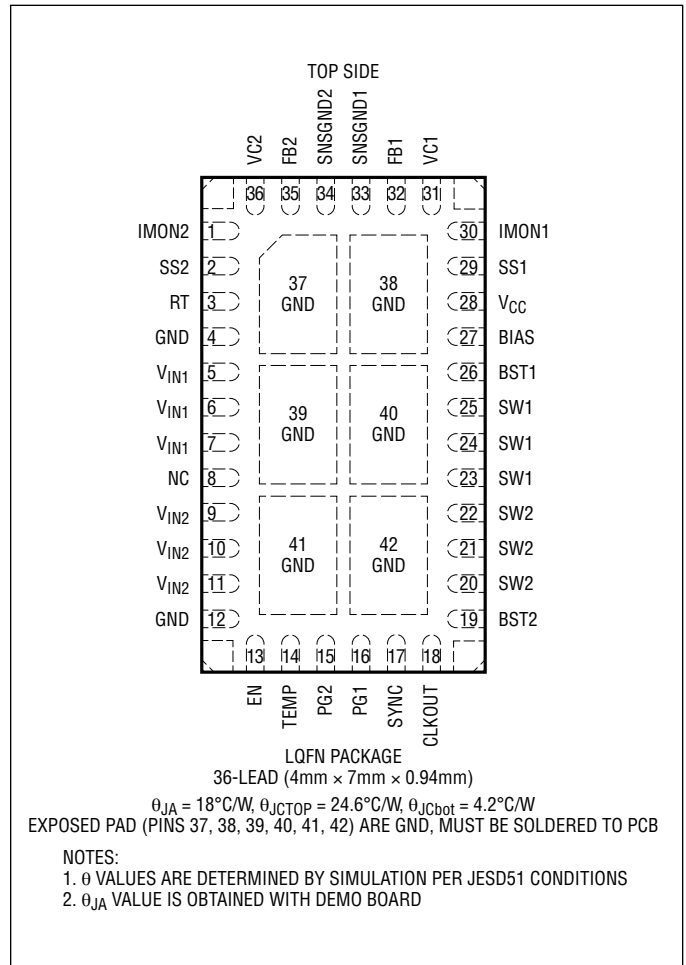 TOP SIDE
VC2
FB2
SNSGND2
SNSGND1
FB1
VC1
36
35
34
33
32
31
IMON2 1
30 IMON1
SS2 2
29 SS1
RT 3
28 VCC
GND 4
27 BIAS
VIN1 5
26 BST1
VIN1 6
25 SW1
VIN1 7
24 SW1
NC 8
23 SW1
VIN2 9
22 SW2
VIN2 10
21 SW2
VIN2 11
20 SW2
GND 12
19 BST2
37
GND
38
GND
39
GND
40
GND
41
GND
42
GND
13
14
15
16
17
18
EN
TEMP
PG2
PG1
SYNC
CLKOUT
LQFN PACKAGE
36-LEAD (4mm × 7mm × 0.94mm)
θJA = 18°C/W, θJCTOP = 24.6°C/W, θJCbot = 4.2°C/W
EXPOSED PAD (PINS 37, 38, 39, 40, 41, 42) ARE GND, MUST BE SOLDERED TO PCB
NOTES:
1. θ VALUES ARE DETERMINED BY SIMULATION PER JESD51 CONDITIONS
2. θJA VALUE IS OBTAINED WITH DEMO BOARD